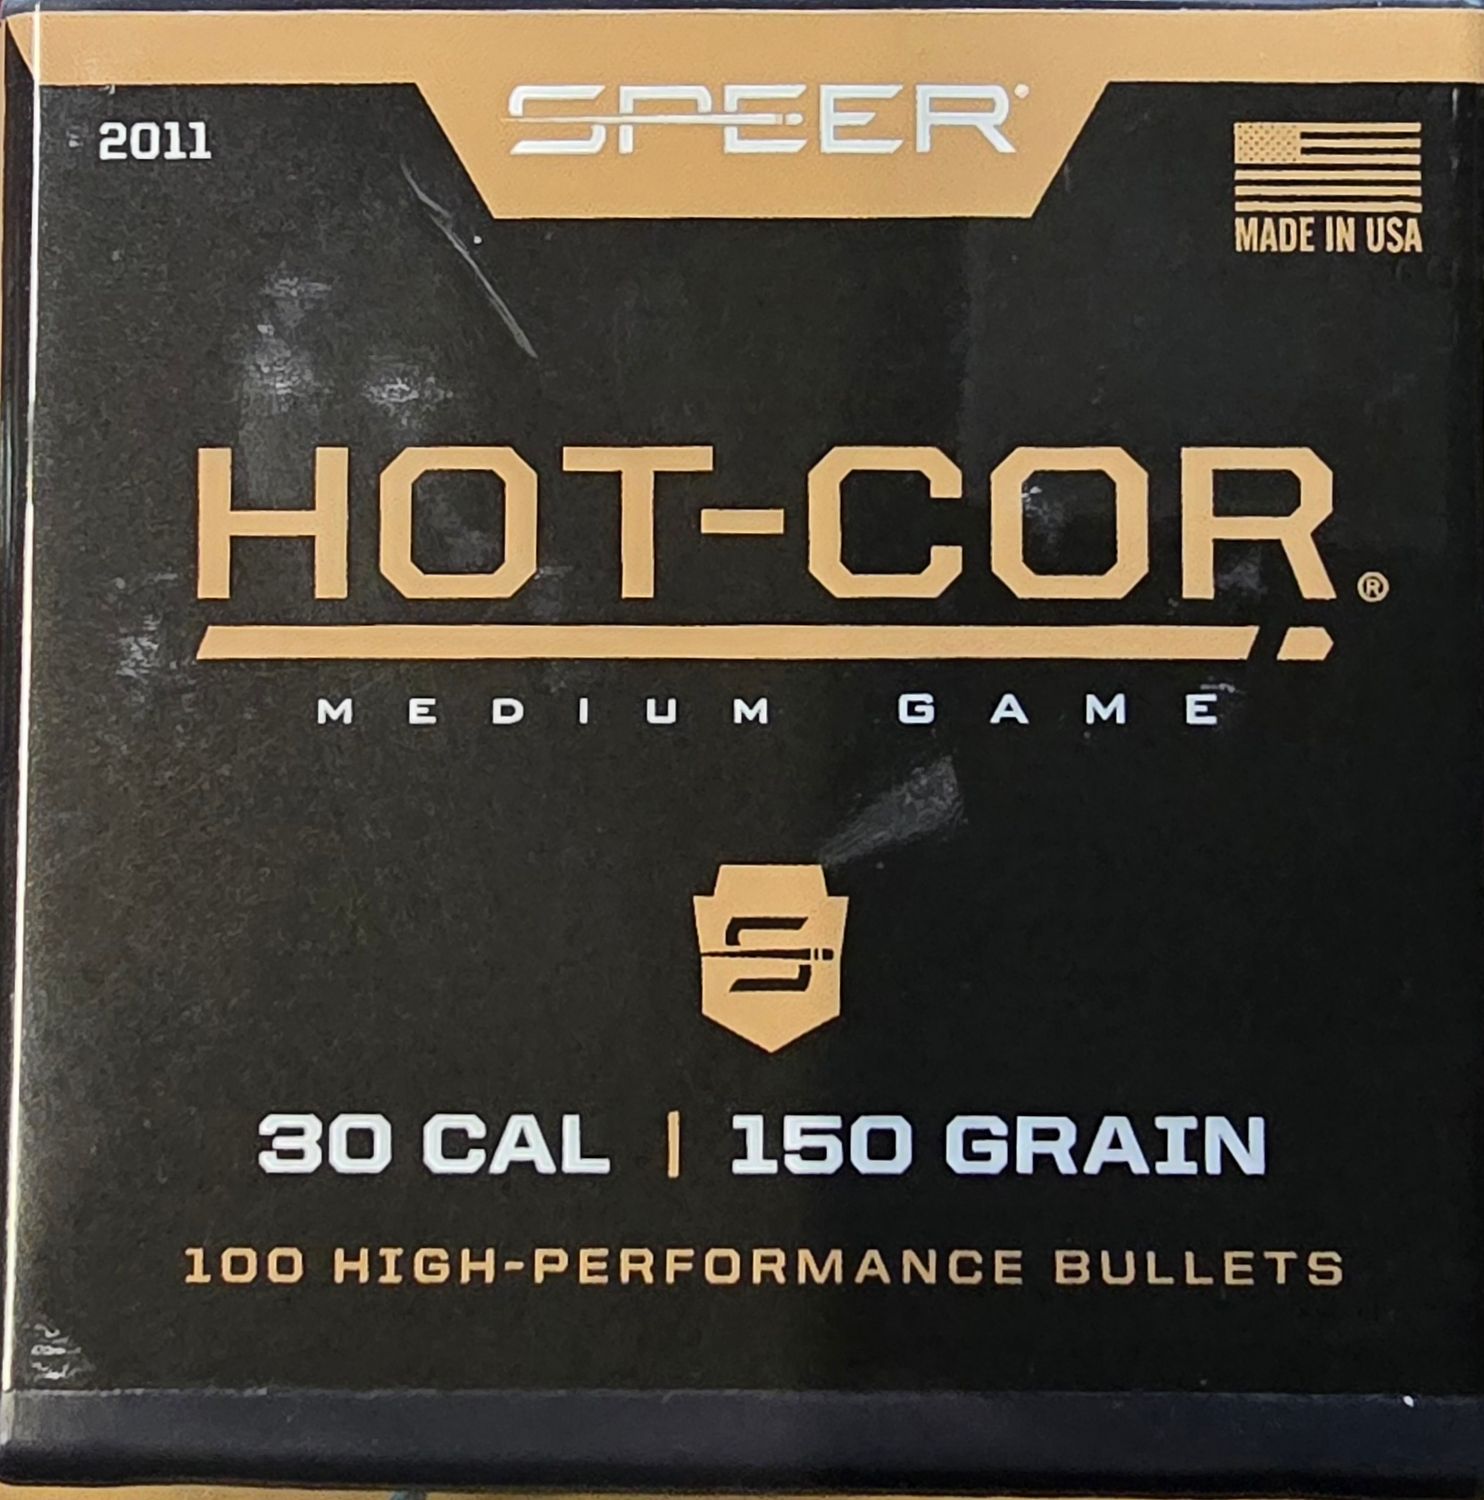 SPEER®
2011
MADE IN USA
HOT-COR®
MEDIUM GAME
30 CAL | 150 GRAIN
100 HIGH-PERFORMANCE BULLETS